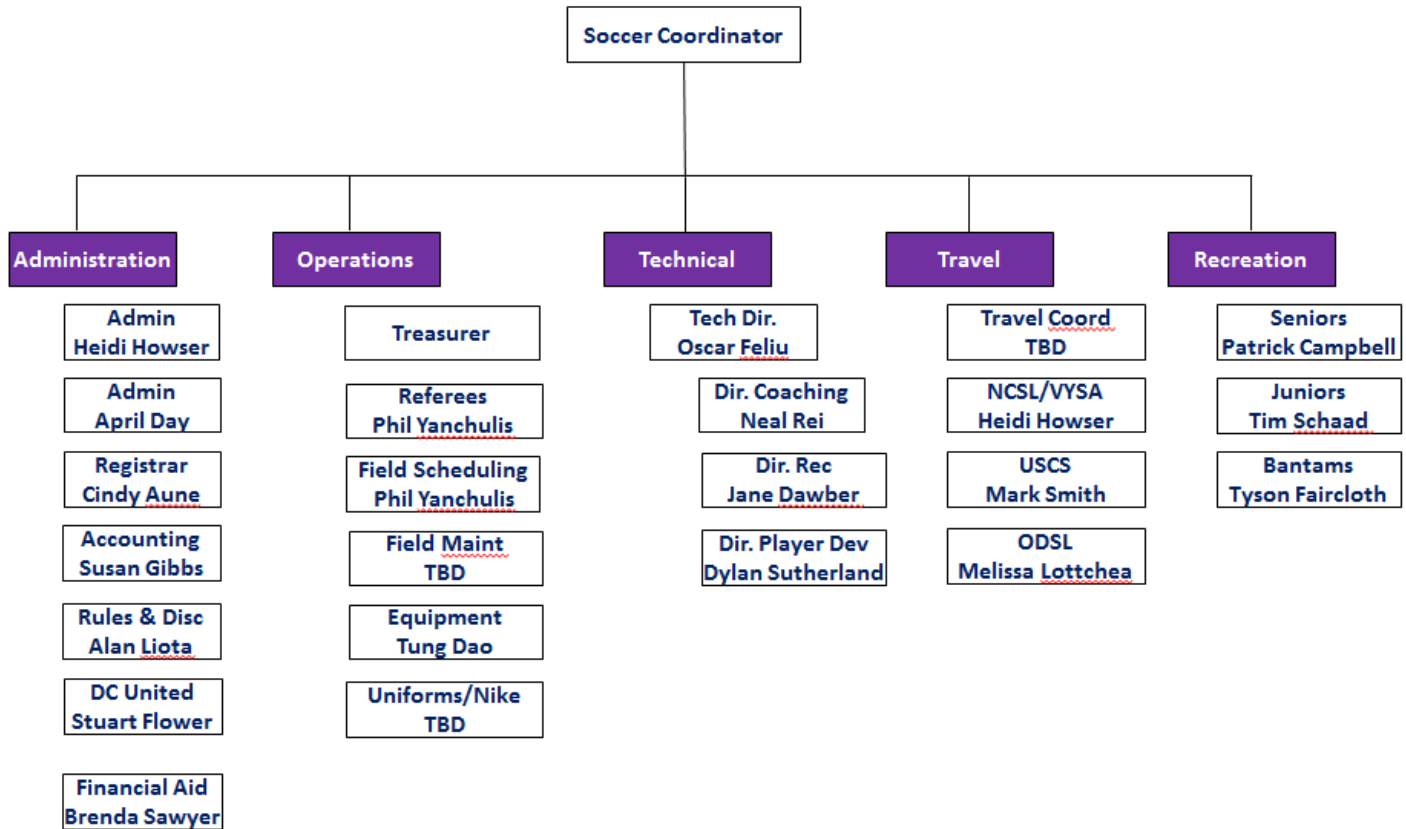 Soccer Coordinator
Administration
Operations
Technical
Travel
Recreation
Admin
Heidi Howser
Admin
April Day
Registrar
Cindy Aune
Accounting
Susan Gibbs
Rules & Disc
Alan Liota
DC United
Stuart Flower
Financial Aid
Brenda Sawyer
Treasurer
Referees
Phil Yanchulis
Field Scheduling
Phil Yanchulis
Field Maint
TBD
Equipment
Tung Dao
Uniforms/Nike
TBD
Tech Dir.
Oscar Feliu
Dir. Coaching
Neal Rei
Dir. Rec
Jane Dawber
Dir. Player Dev
Dylan Sutherland
Travel Coord
TBD
NCSL/VYSA
Heidi Howser
USCS
Mark Smith
ODSL
Melissa Lottchea
Seniors
Patrick Campbell
Juniors
Tim Schaad
Bantams
Tyson Faircloth